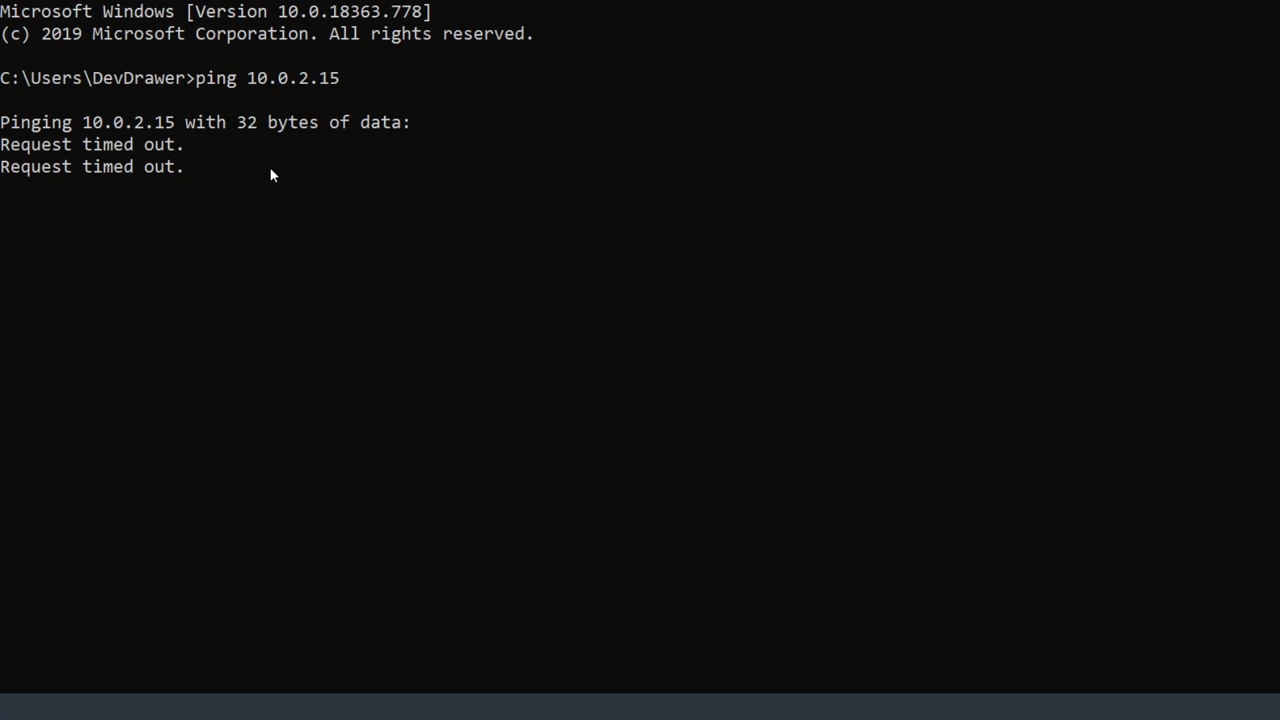 Microsoft Windows [Version 10.0.18363.778]
(c) 2019 Microsoft Corporation. All rights reserved.
C:\Users\DevDrawer>ping 10.0.2.15
Pinging 10.0.2.15 with 32 bytes of data:
Request timed out.
Request timed out.